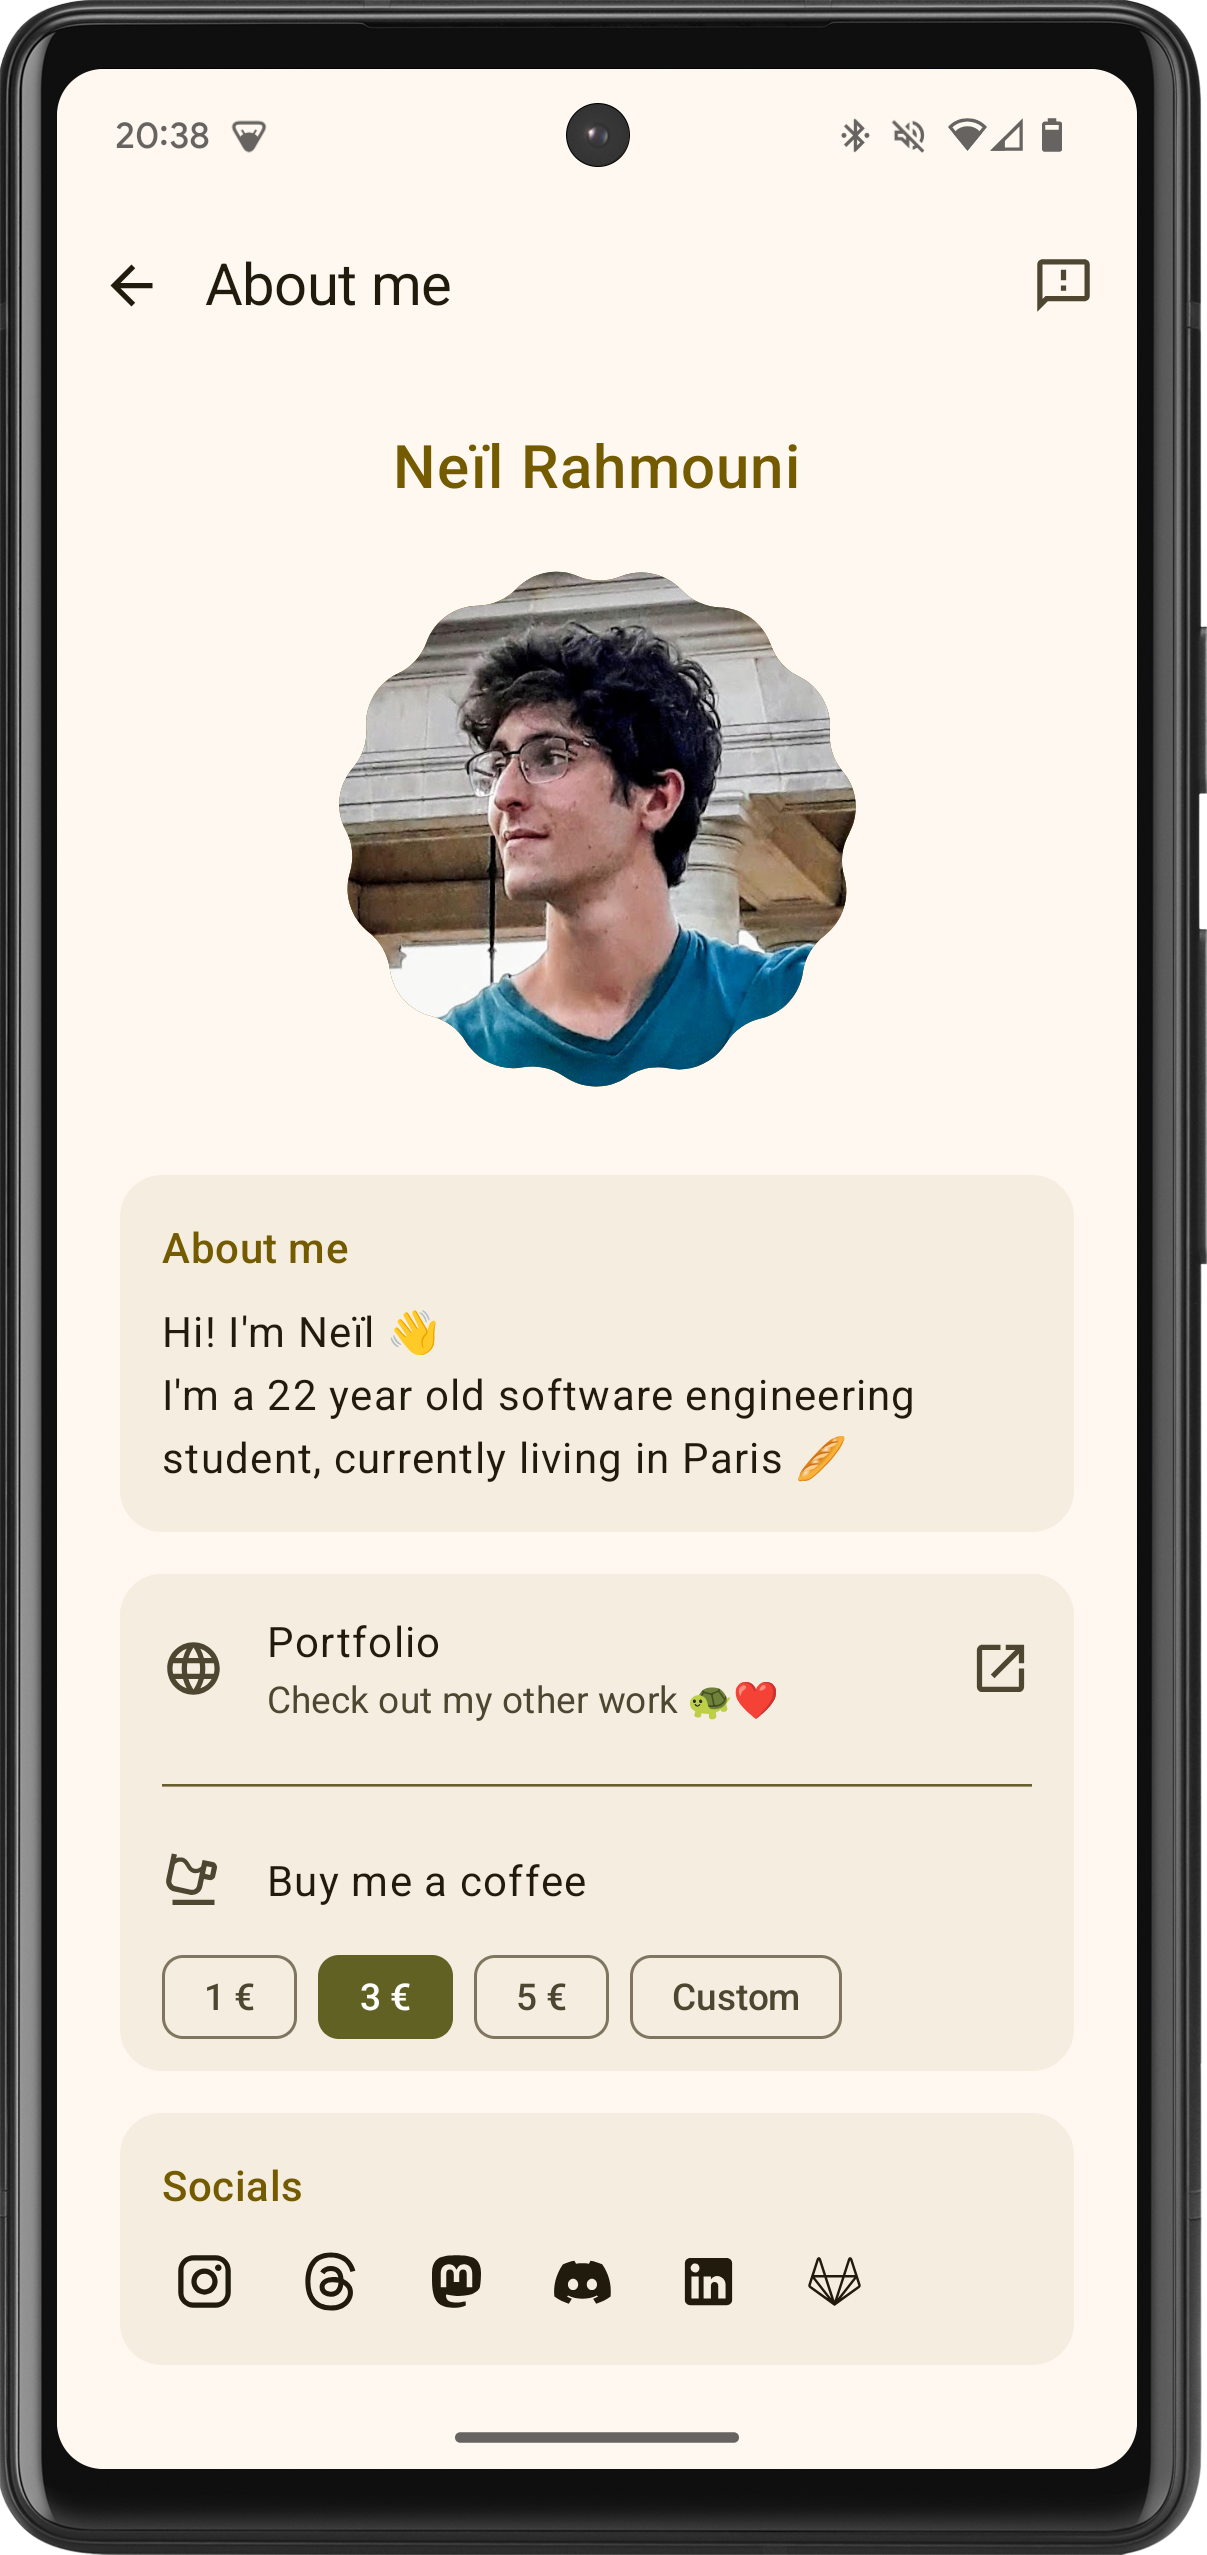 20:38
About me
Neïl Rahmouni
About me
Hi! I'm Neïl 👋
I'm a 22 year old software engineering
student, currently living in Paris 🥖
Portfolio
Check out my other work 🐢❤️
Buy me a coffee
1 € 3 € 5 € Custom
Socials